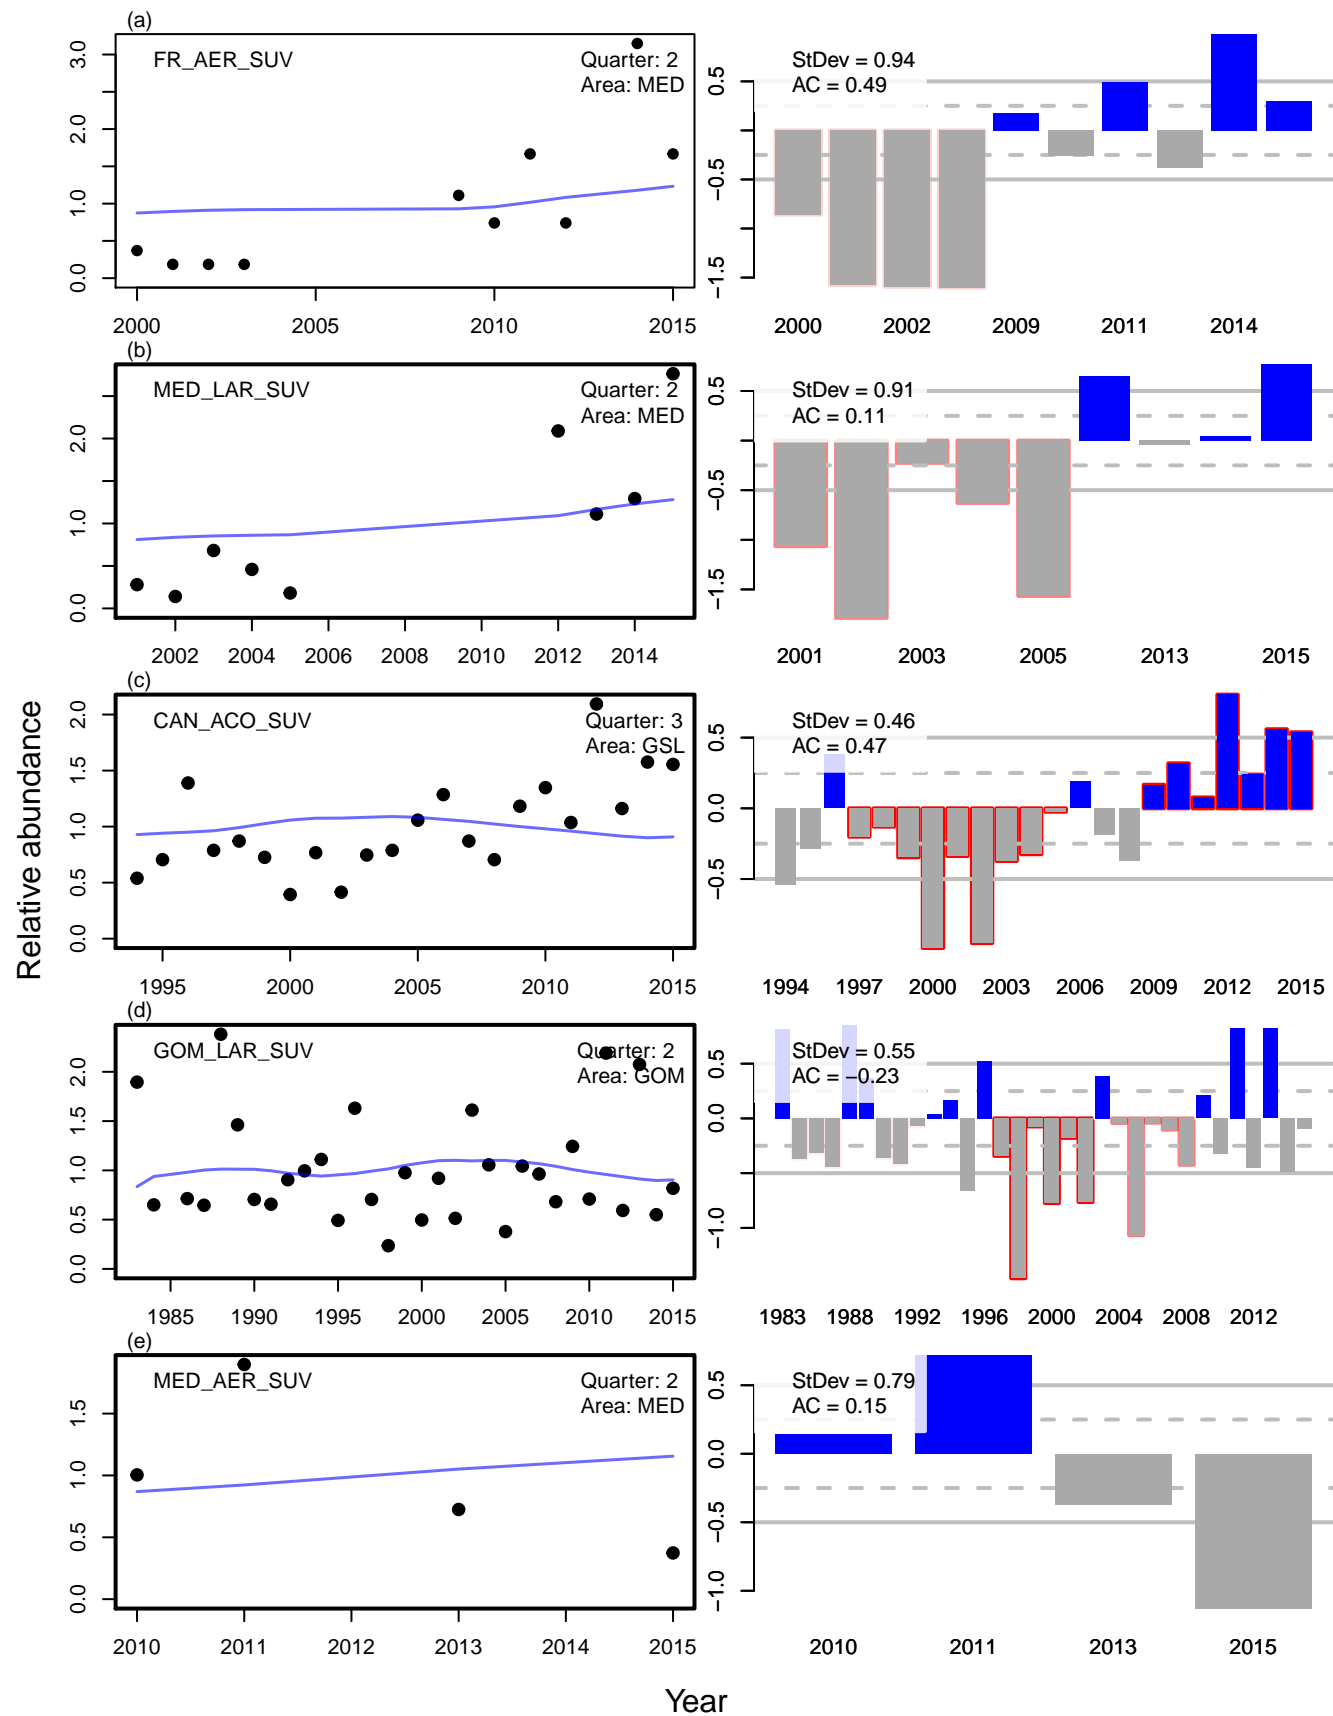 (a)
FR_AER_SUV
Quarter: 2
Area: MED
0.0 1.0 2.0 3.0
2000 2005 2010 2015
StDev = 0.94
AC = 0.49
−1.5 −0.5 0.5
2000 2002 2009 2011 2014
(b)
MED_LAR_SUV
Quarter: 2
Area: MED
0.0 1.0 2.0
2002 2004 2006 2008 2010 2012 2014
StDev = 0.91
AC = 0.11
−1.5 −0.5 0.5
2001 2003 2005 2013 2015
(c)
CAN_ACO_SUV
Quarter: 3
Area: GSL
0.0 0.5 1.0 1.5 2.0
1995 2000 2005 2010 2015
StDev = 0.46
AC = 0.47
−0.5 0.0 0.5
1994 1997 2000 2003 2006 2009 2012 2015
(d)
GOM_LAR_SUV
Quarter: 2
Area: GOM
0.0 0.5 1.0 1.5 2.0
1985 1990 1995 2000 2005 2010 2015
StDev = 0.55
AC = −0.23
−1.0 0.0 0.5
1983 1988 1992 1996 2000 2004 2008 2012
(e)
MED_AER_SUV
Quarter: 2
Area: MED
0.0 0.5 1.0 1.5
2010 2011 2012 2013 2014 2015
StDev = 0.79
AC = 0.15
−1.0 −0.5 0.0 0.5
2010 2011 2013 2015
Relative abundance
Year